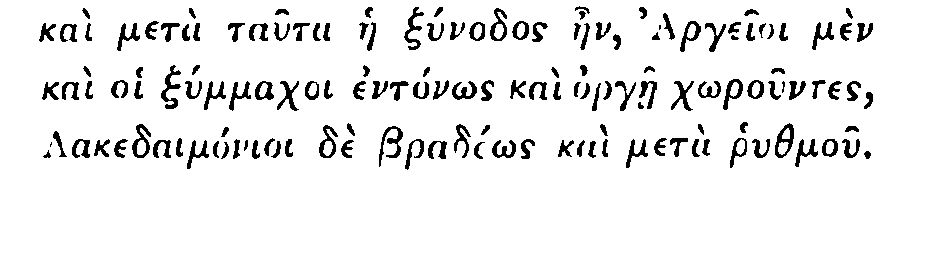 καὶ μετὰ ταῦτα ἡ ξύνοδος ἦν, Ἀργεῖοι μὲν
καὶ οἱ ξύμμαχοι ἐντόνως καὶ ὀργῇ χωροῦντες,
Λακεδαιμόνιοι δὲ βραδέως καὶ μετὰ ῥυθμοῦ.